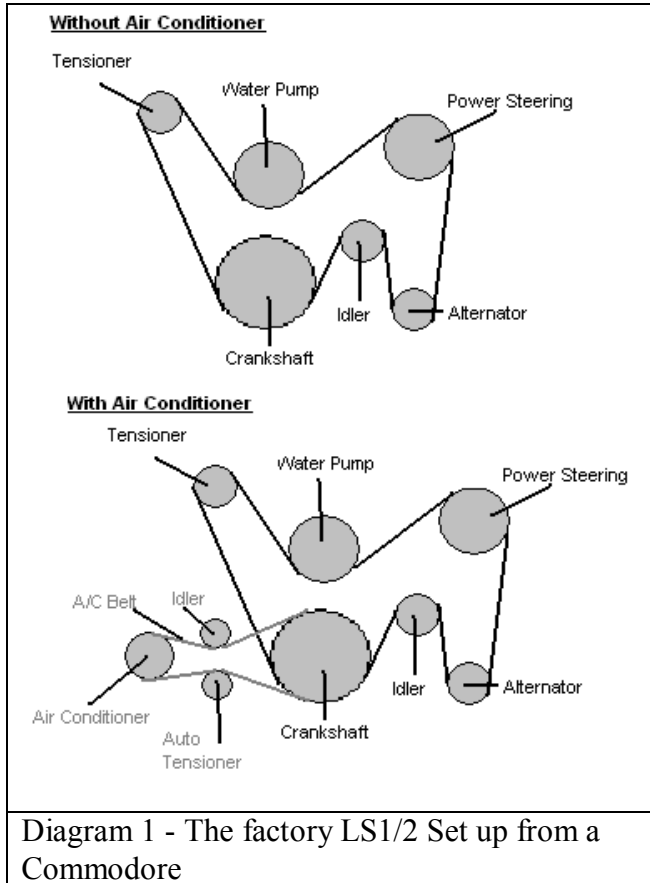 Without Air Conditioner
Tensioner
Water Pump
Power Steering
Idler
Alternator
Crankshaft
With Air Conditioner
Tensioner
Water Pump
Power Steering
A/C Belt
Idler
Idler
Alternator
Air Conditioner
Auto
Tensioner
Crankshaft
Diagram 1 - The factory LS1/2 Set up from a
Commodore